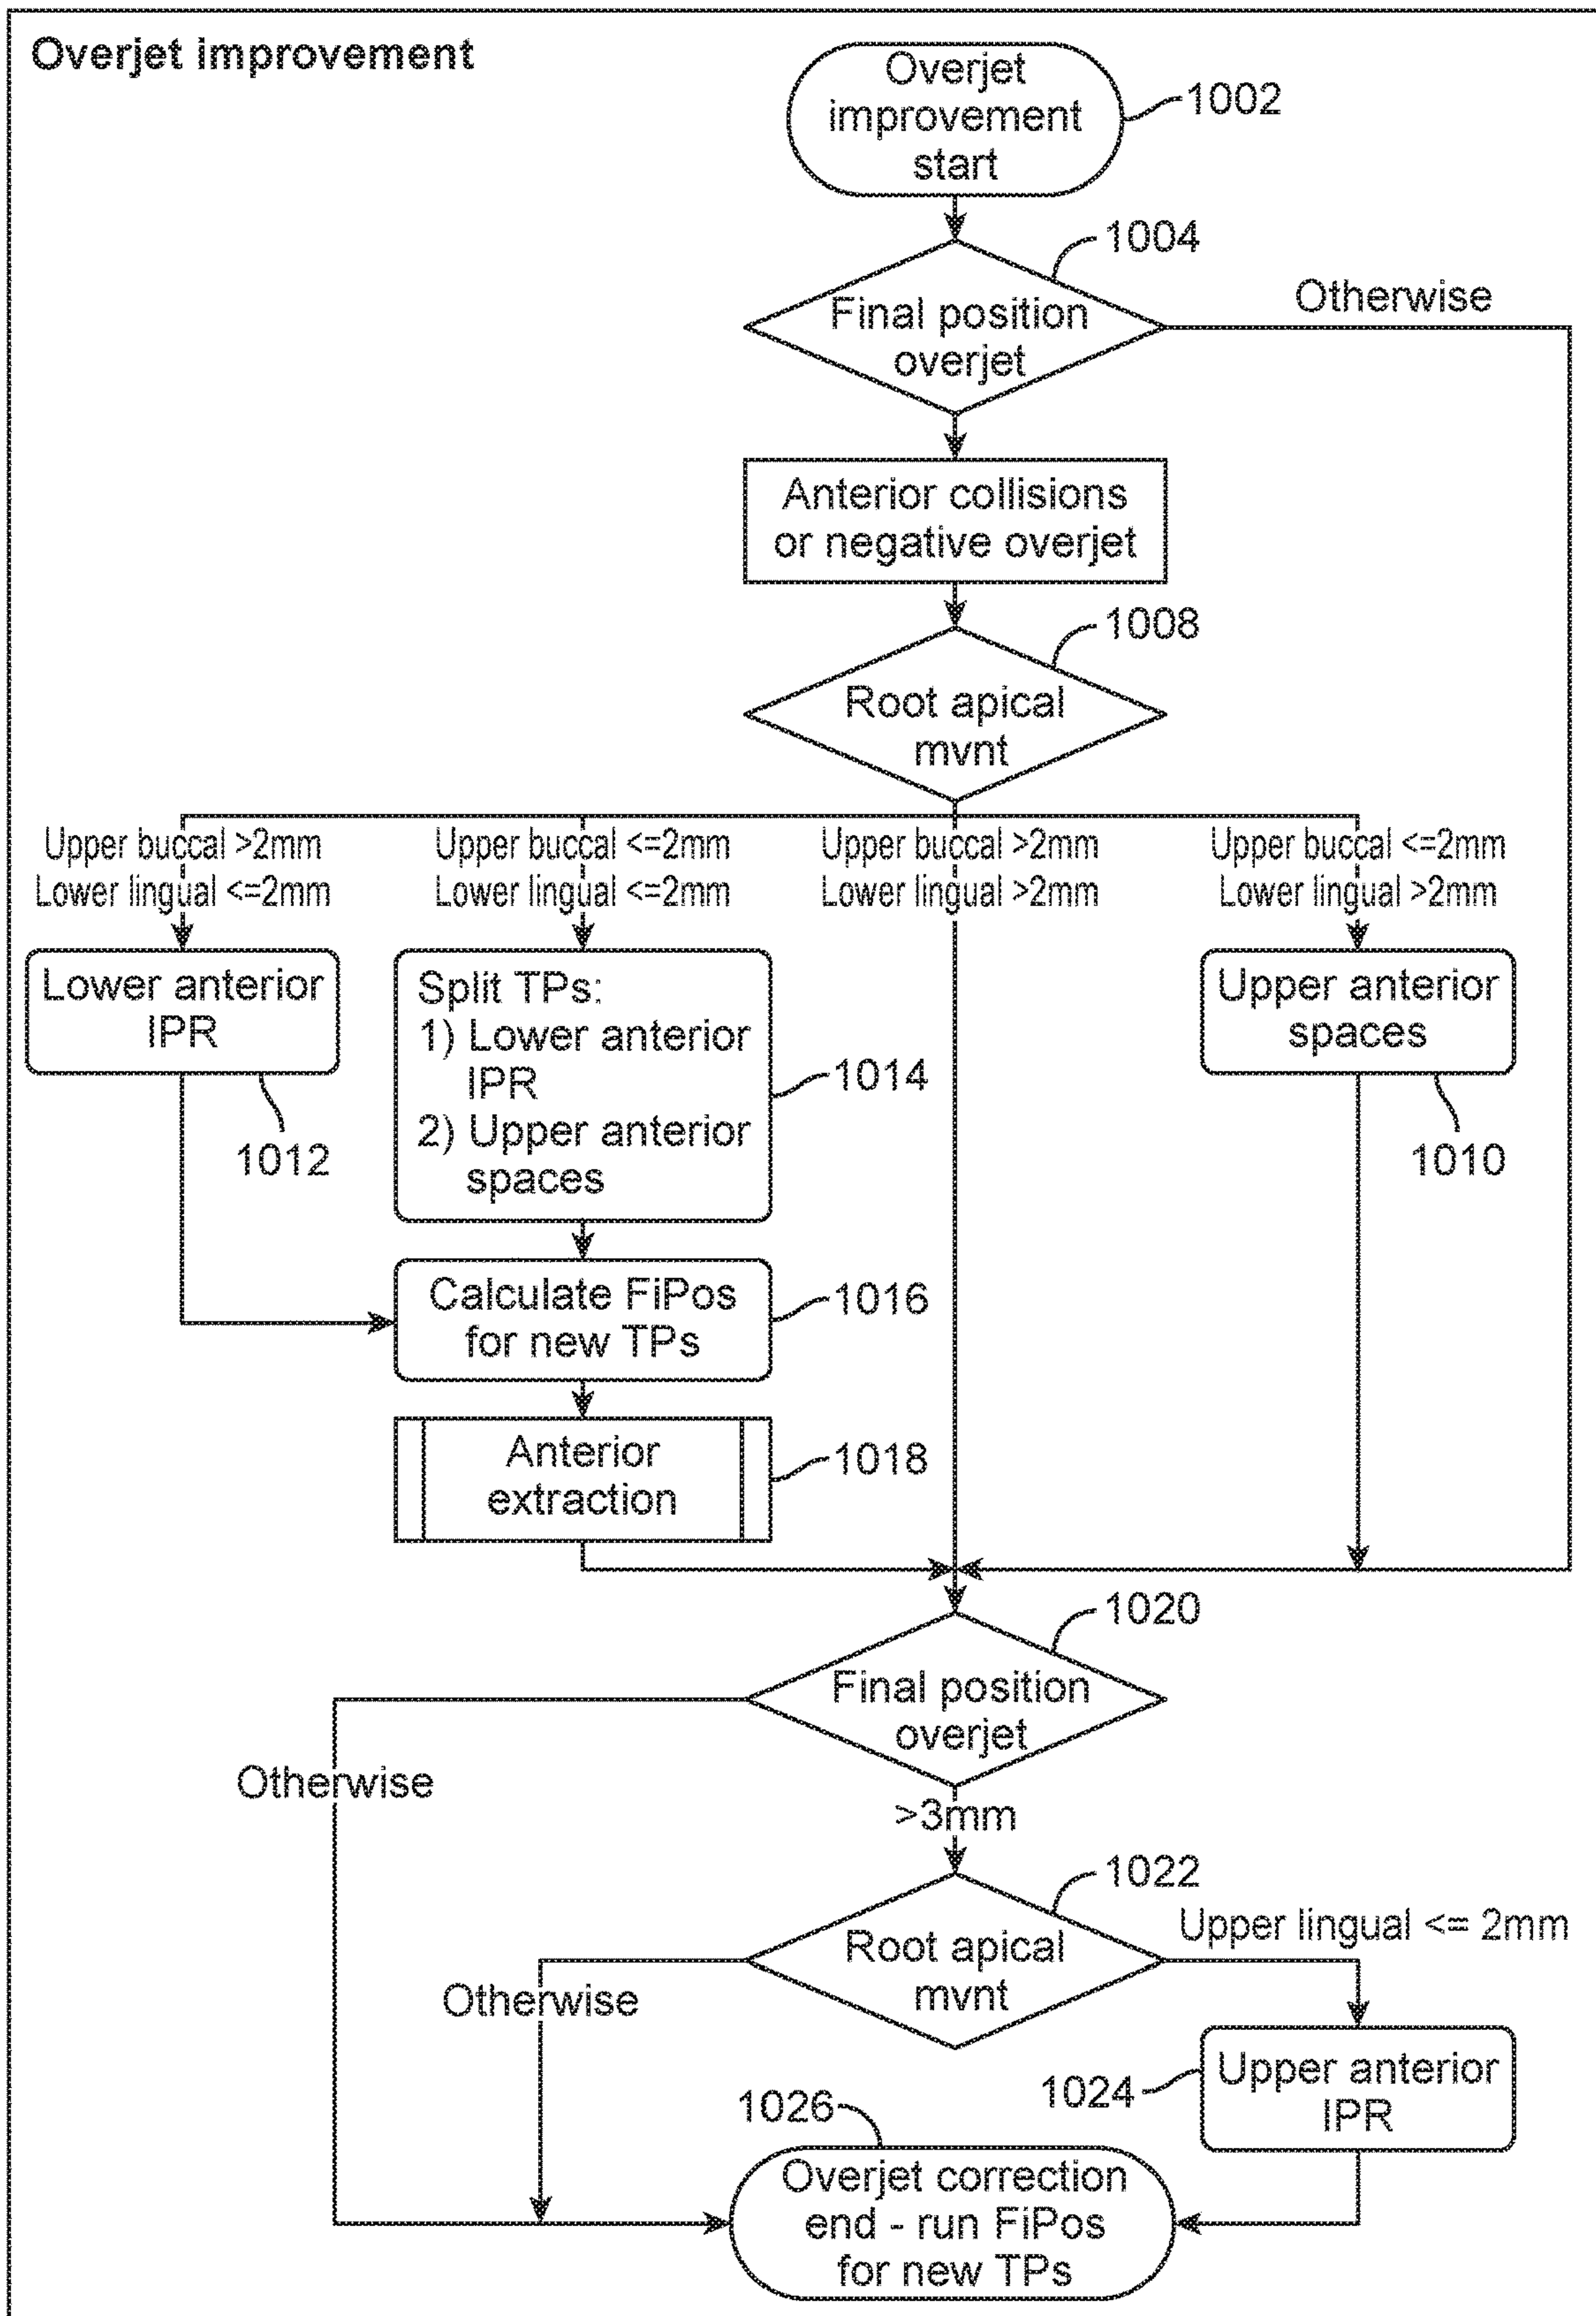 Overjet improvement
Overjet
improvement
start
1002
1004
Final position
overjet
Otherwise
Anterior collisions
or negative overjet
1008
Root apical
mvnt
Upper buccal >2mm
Lower lingual <=2mm
Upper buccal <=2mm
Lower lingual <=2mm
Upper buccal >2mm
Lower lingual >2mm
Upper buccal <=2mm
Lower lingual >2mm
Lower anterior
IPR
1012
Split TPs:
1) Lower anterior
IPR
2) Upper anterior
spaces
1014
Upper anterior
spaces
1010
Calculate FiPos
for new TPs
1016
Anterior
extraction
1018
1020
Final position
overjet
Otherwise
>3mm
1022
Root apical
mvnt
Upper lingual <= 2mm
Otherwise
Upper anterior
IPR
1024
1026
Overjet correction
end - run FiPos
for new TPs